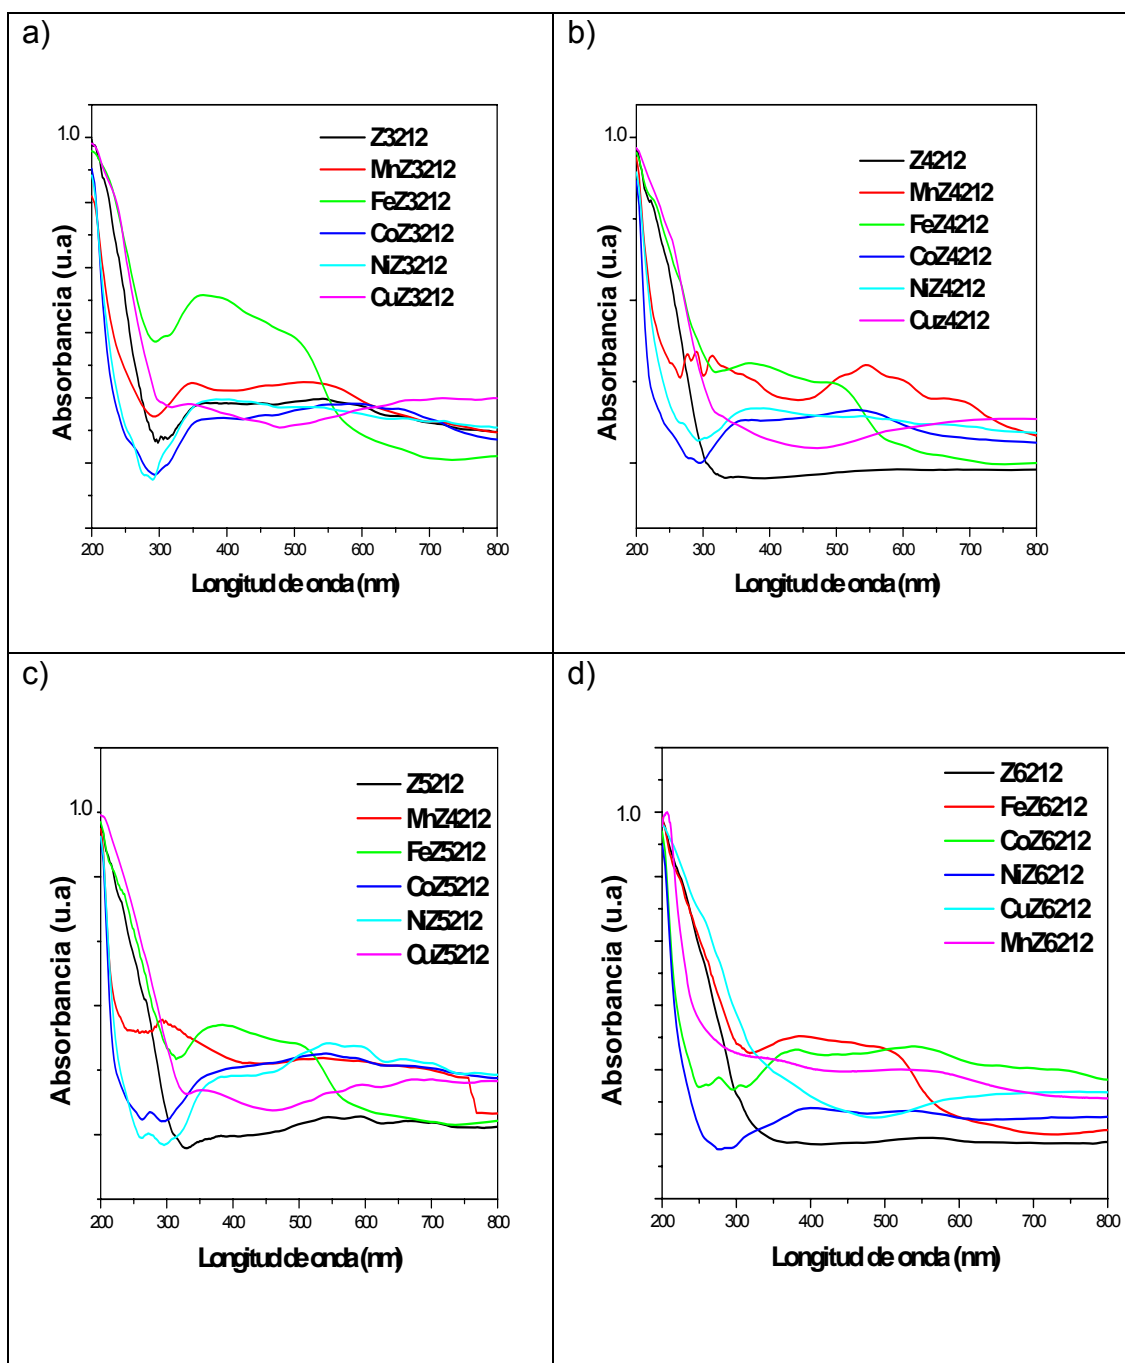 a)
1.0
Z3212
MnZ3212
FeZ3212
CoZ3212
NiZ3212
CuZ3212
Absorbancia (u.a)
200 300 400 500 600 700 800
Longitud de onda (nm)
b)
1.0
Z4212
MnZ4212
FeZ4212
CoZ4212
NiZ4212
Cuz4212
Absorbancia (u.a)
200 300 400 500 600 700 800
Longitud de onda (nm)
c)
1.0
Z5212
MnZ4212
FeZ5212
CoZ5212
NiZ5212
CuZ5212
Absorbancia (u.a)
200 300 400 500 600 700 800
Longitud de onda (nm)
d)
1.0
Z6212
FeZ6212
CoZ6212
NiZ6212
CuZ6212
MnZ6212
Absorbancia (u.a)
200 300 400 500 600 700 800
Longitud de onda (nm)